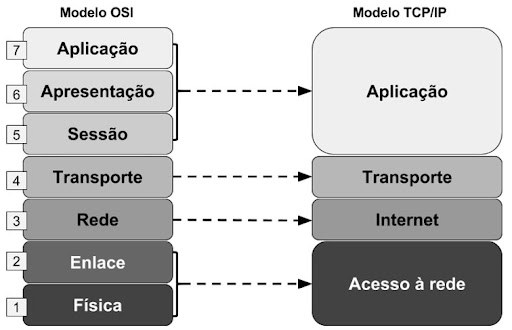 Modelo OSI
Modelo TCP/IP
7
Aplicação
6
Apresentação
5
Sessão
4
Transporte
3
Rede
2
Enlace
1
Física
Aplicação
Transporte
Internet
Acesso à rede